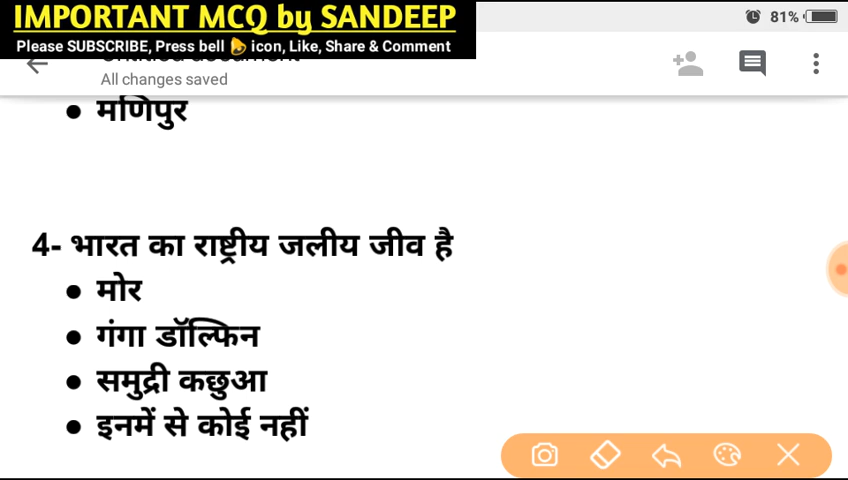 IMPORTANT MCQ by SANDEEP
Please SUBSCRIBE, Press bell 🔔 icon, Like, Share & Comment
81%
All changes saved
• मणिपुर
4- भारत का राष्ट्रीय जलीय जीव है
• मोर
• गंगा डॉल्फिन
• समुद्री कछुआ
• इनमें से कोई नहीं